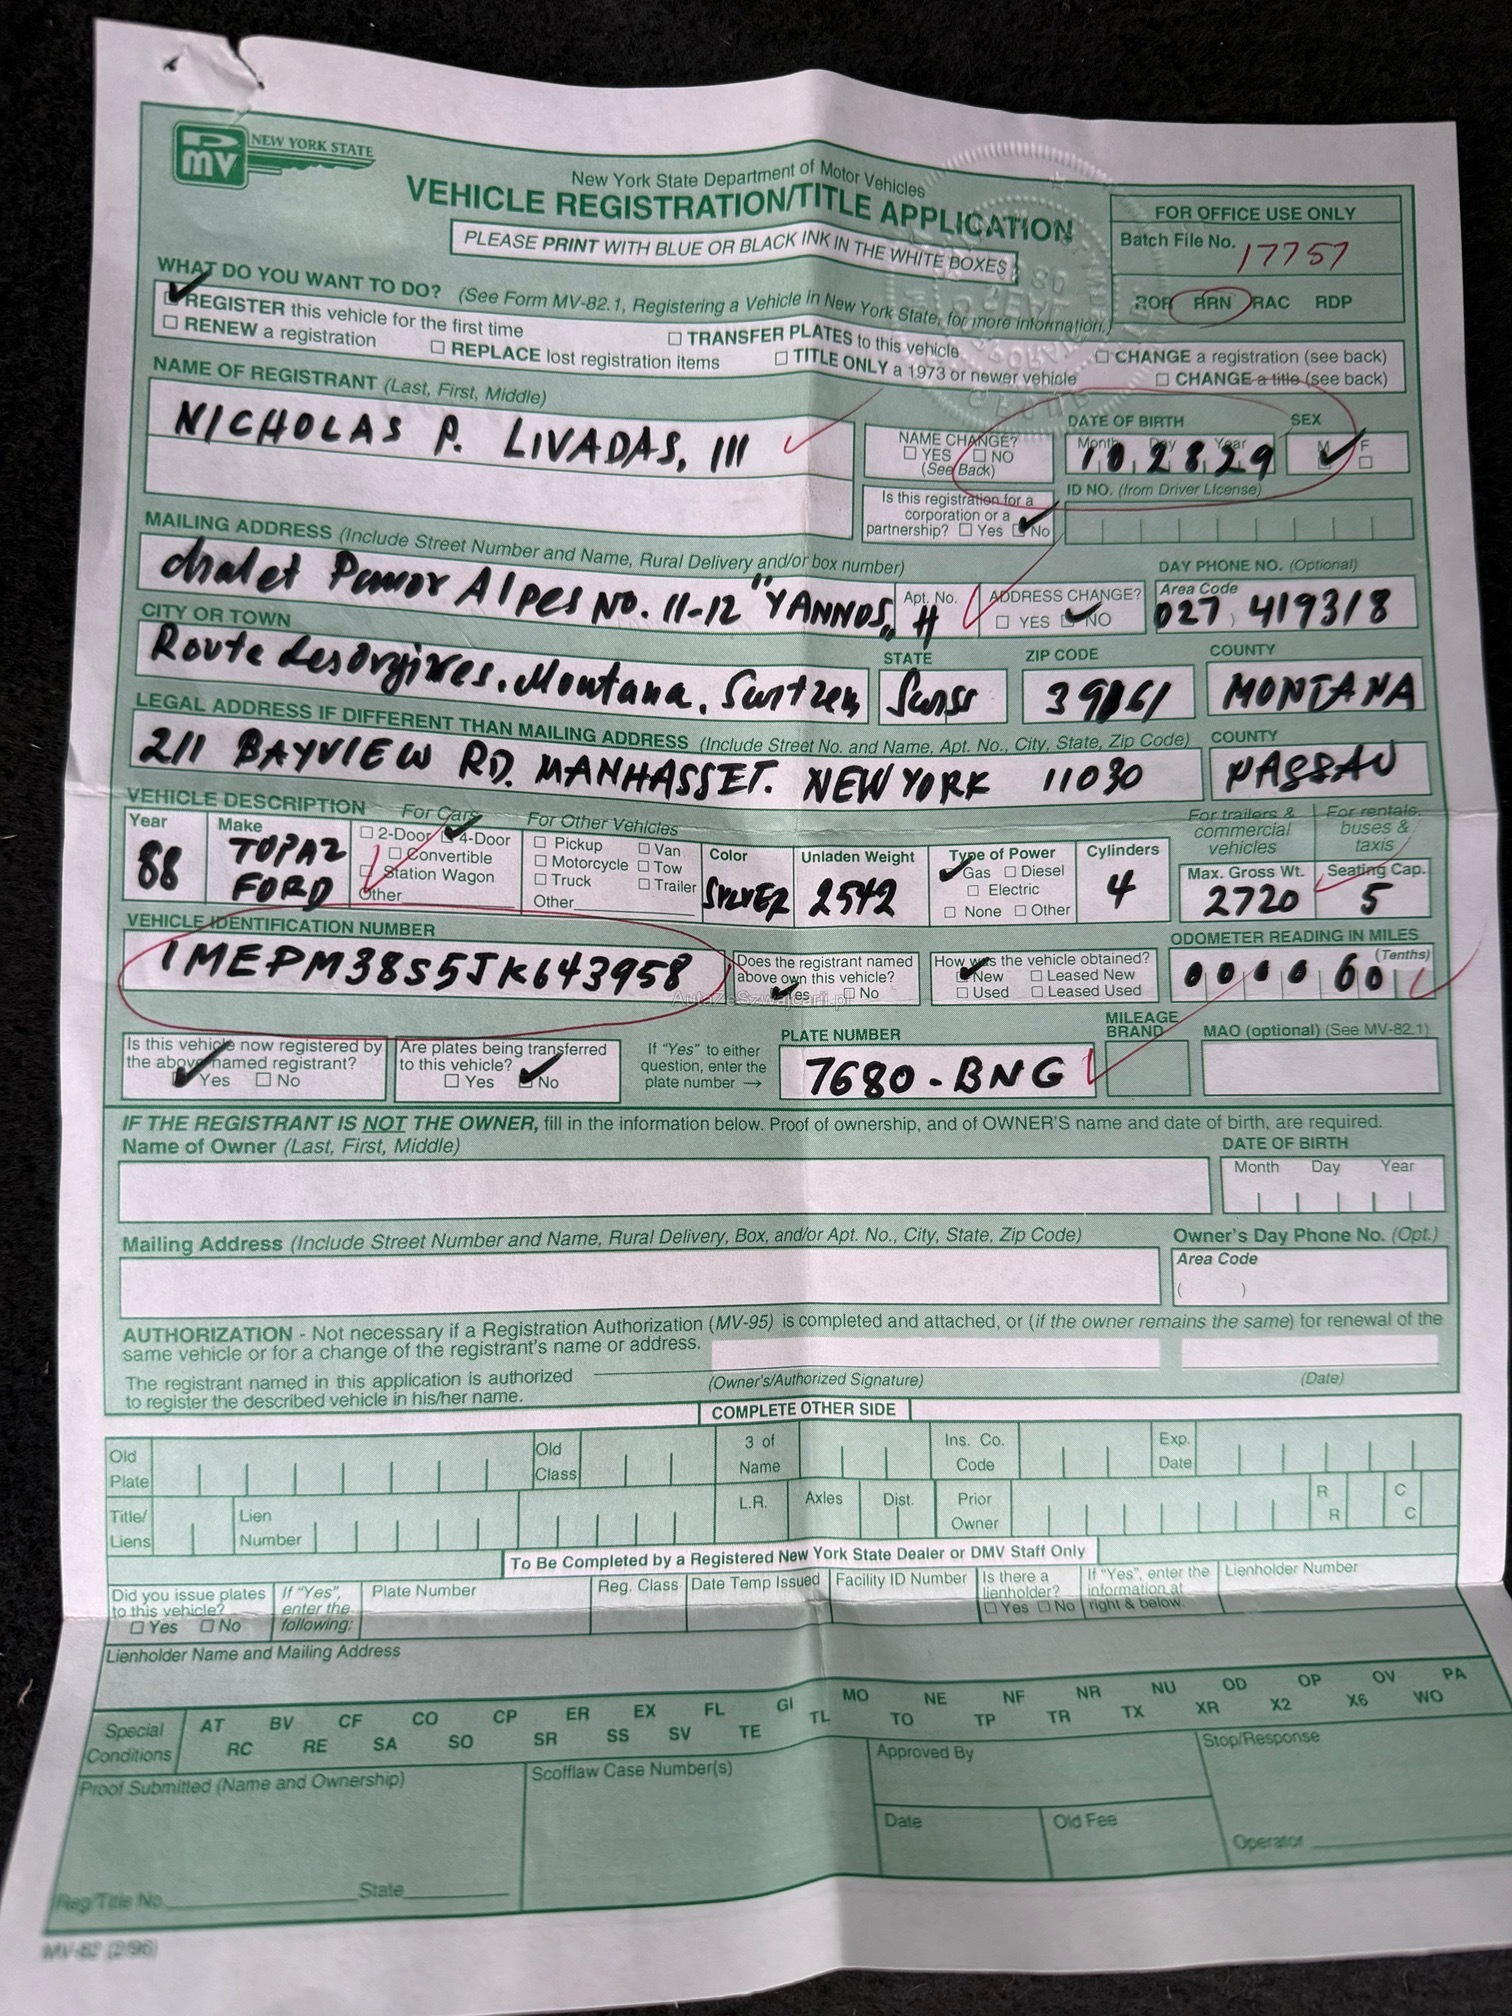 DMV NEW YORK STATE
New York State Department of Motor Vehicles
VEHICLE REGISTRATION/TITLE APPLICATION
PLEASE PRINT WITH BLUE OR BLACK INK IN THE WHITE BOXES
FOR OFFICE USE ONLY
Batch File No. 17757
ROR RRN RAC RDP
WHAT DO YOU WANT TO DO? (See Form MV-82.1, Registering a Vehicle in New York State, for more information.)
REGISTER this vehicle for the first time
TRANSFER PLATES to this vehicle
CHANGE a registration (see back)
RENEW a registration
REPLACE lost registration items
TITLE ONLY a 1973 or newer vehicle
CHANGE a title (see back)
NAME OF REGISTRANT (Last, First, Middle)
NICHOLAS P. LIVADAS, III
NAME CHANGE?
YES NO
(See Back)
DATE OF BIRTH
Month Day Year
102829
SEX
M F
Is this registration for a
corporation or a
partnership? Yes No
ID NO. (from Driver License)
MAILING ADDRESS (Include Street Number and Name, Rural Delivery and/or box number)
Alpes NO. 11-12 "YANNOS"
Apt. No.
H
ADDRESS CHANGE?
YES NO
DAY PHONE NO. (Optional)
Area Code
027 419318
CITY OR TOWN
Route Montana.
STATE
ZIP CODE
COUNTY
MONTANA
LEGAL ADDRESS IF DIFFERENT THAN MAILING ADDRESS (Include Street No. and Name, Apt. No., City, State, Zip Code)
211 BAYVIEW RD. MANHASSET. NEW YORK 11030
COUNTY
NASSAU
VEHICLE DESCRIPTION
For Cars
For Other Vehicles
For trailers & commercial vehicles
For rentals, buses & taxis
Year
88
Make
TOPAZ
FORD
2-Door 4-Door
Convertible
Station Wagon
Other
Pickup Van
Motorcycle Tow
Truck Trailer
Other
Color
SILVER
Unladen Weight
2542
Type of Power
Gas Diesel
Electric
None Other
Cylinders
4
Max. Gross Wt.
2720
Seating Cap.
5
VEHICLE IDENTIFICATION NUMBER
1MEPM38S5JK643958
Does the registrant named
above own this vehicle?
Yes No
How was the vehicle obtained?
New Leased New
Used Leased Used
ODOMETER READING IN MILES
(Tenths)
000060
AutaZeSzwajcarii.pl
Is this vehicle now registered by
the above named registrant?
Yes No
Are plates being transferred
to this vehicle?
Yes No
If "Yes" to either
question, enter the
plate number →
PLATE NUMBER
7680-BNG
MILEAGE
BRAND
MAO (optional) (See MV-82.1)
IF THE REGISTRANT IS NOT THE OWNER, fill in the information below. Proof of ownership, and of OWNER'S name and date of birth, are required.
Name of Owner (Last, First, Middle)
DATE OF BIRTH
Month Day Year
Mailing Address (Include Street Number and Name, Rural Delivery, Box, and/or Apt. No., City, State, Zip Code)
Owner's Day Phone No. (Opt.)
Area Code
( )
AUTHORIZATION - Not necessary if a Registration Authorization (MV-95) is completed and attached, or (if the owner remains the same) for renewal of the
same vehicle or for a change of the registrant's name or address.
The registrant named in this application is authorized
to register the described vehicle in his/her name.
(Owner's/Authorized Signature)
(Date)
COMPLETE OTHER SIDE
Old Plate
Old Class
3 of Name
Ins. Co. Code
Exp. Date
Title/ Liens
Lien Number
L.R.
Axles
Dist.
Prior Owner
R R
C C
To Be Completed by a Registered New York State Dealer or DMV Staff Only
Did you issue plates
to this vehicle?
Yes No
If "Yes",
enter the
following:
Plate Number
Reg. Class
Date Temp Issued
Facility ID Number
Is there a
lienholder?
Yes No
If "Yes", enter the
information at
right & below.
Lienholder Number
Lienholder Name and Mailing Address
Special Conditions
AT BV CF CO CP ER EX FL GI MO NE NF NR NU OD OP OV PA
RC RE SA SO SR SS SV TE TL TO TP TR TX XR X2 X6 WO
Proof Submitted (Name and Ownership)
Scofflaw Case Number(s)
Approved By
Stop/Response
Date
Old Fee
Operator
Reg/Title No. State
MV-82 (2/96)